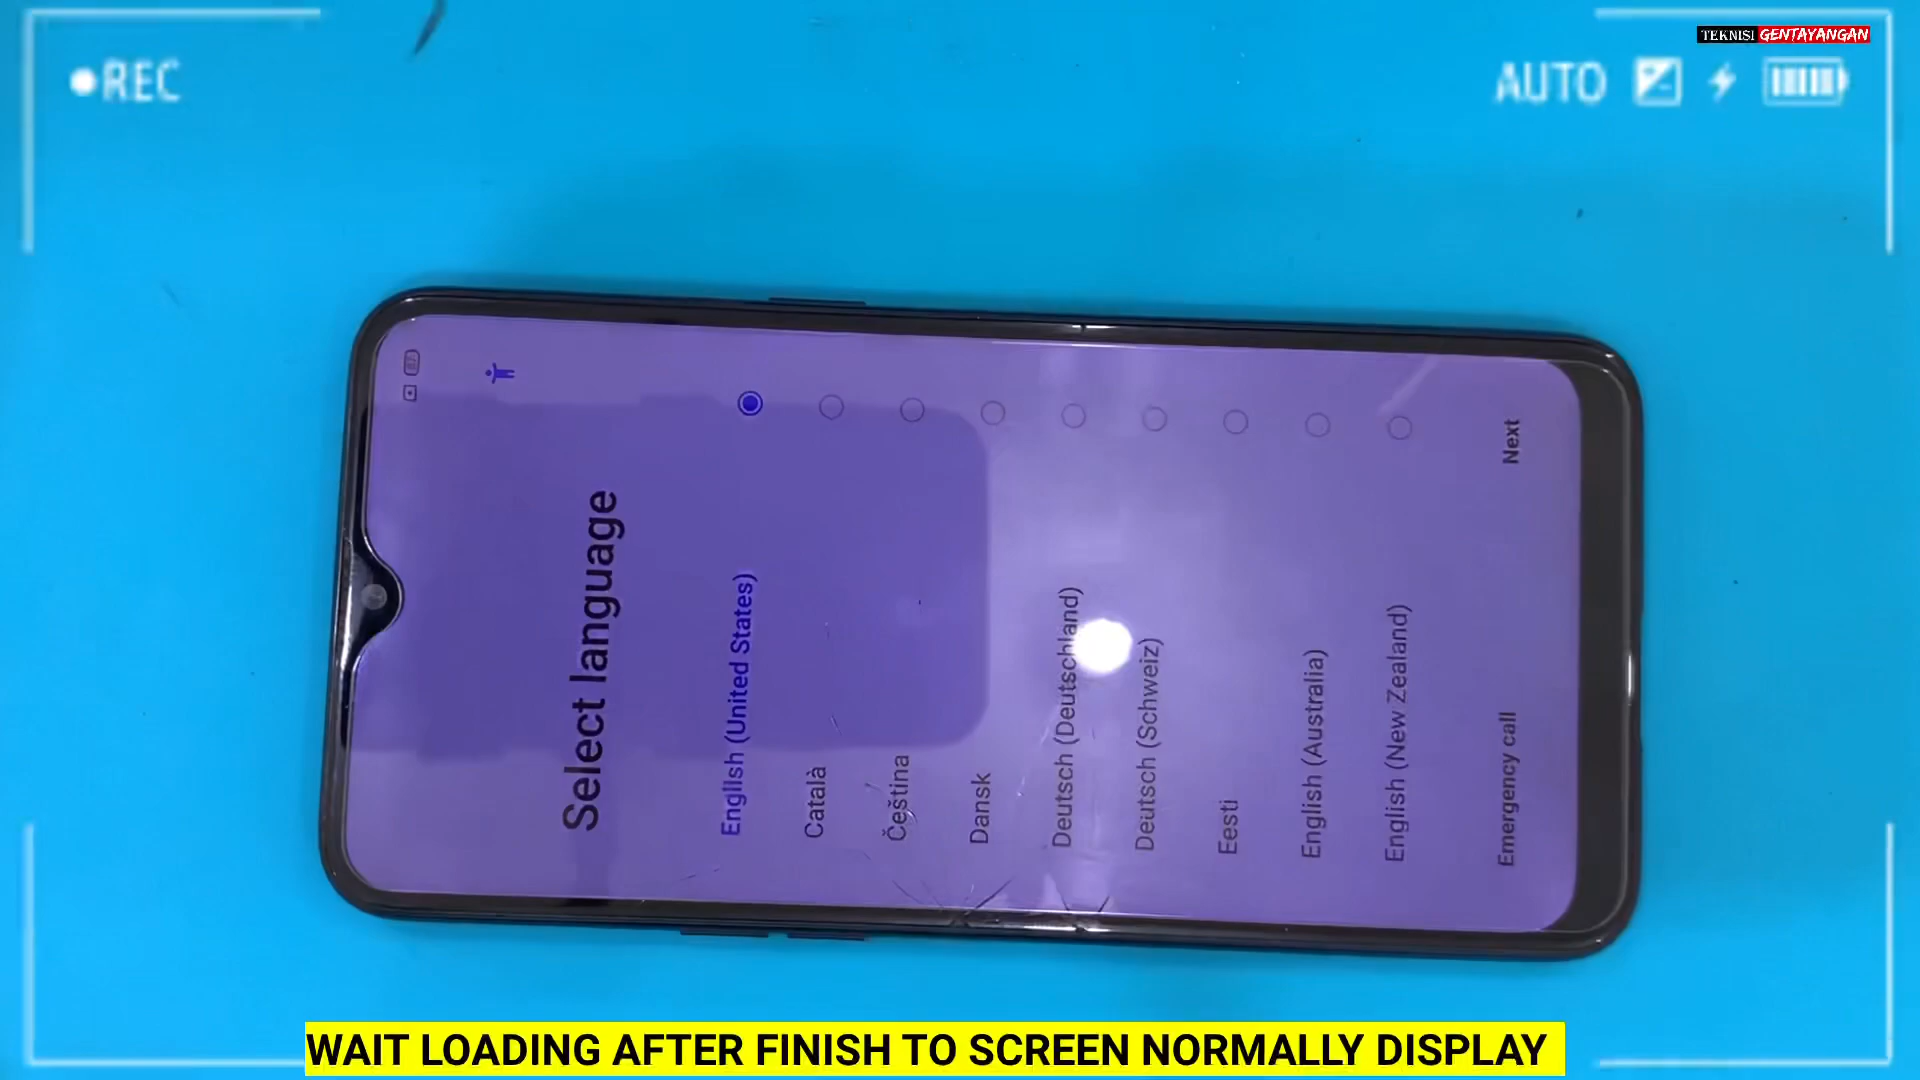 TEKNISI GENTAYANGAN
REC
AUTO
Select language
English (United States)
Català
Čeština
Dansk
Deutsch (Deutschland)
Deutsch (Schweiz)
Eesti
English (Australia)
English (New Zealand)
Emergency call
Next
WAIT LOADING AFTER FINISH TO SCREEN NORMALLY DISPLAY